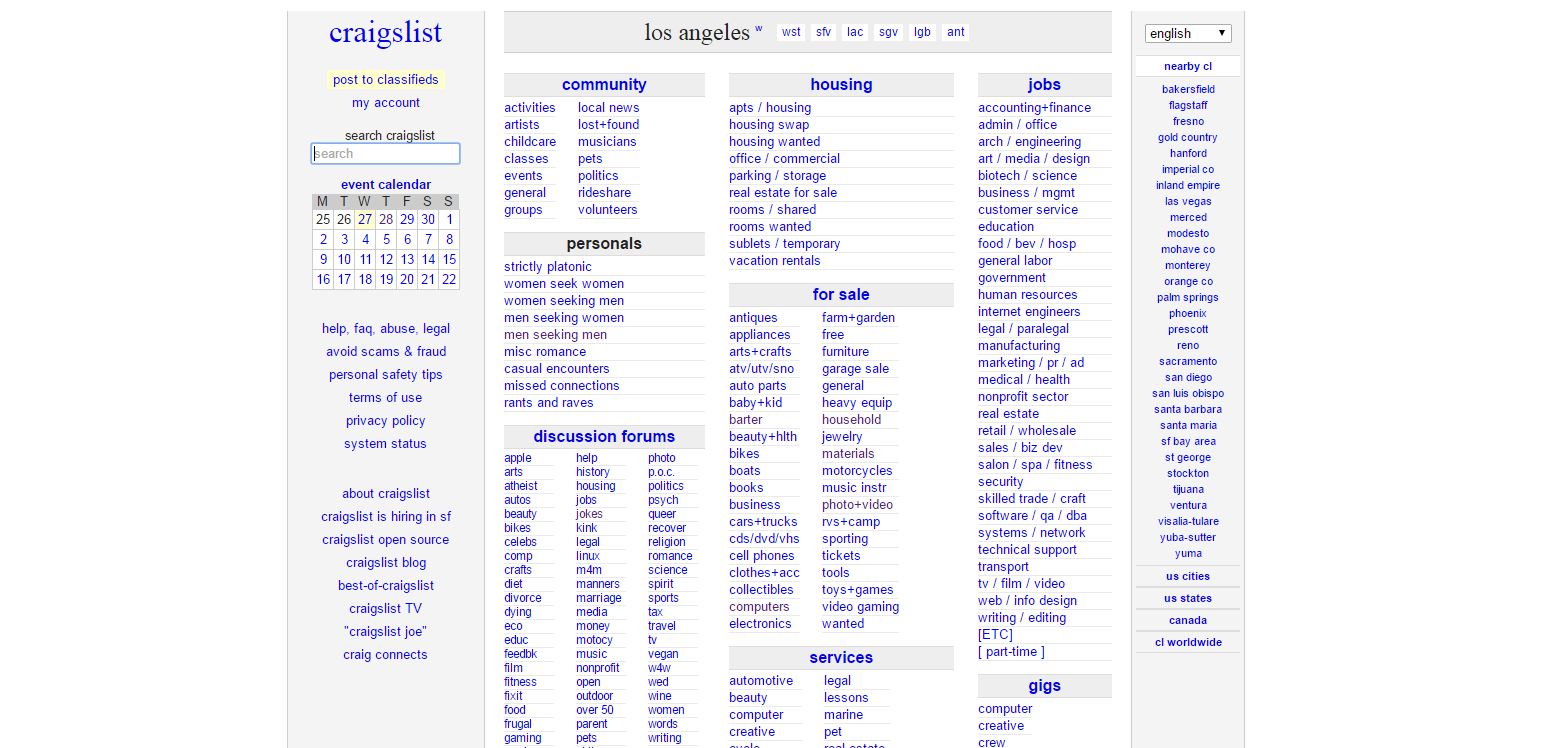 craigslist
post to classifieds
my account
search craigslist
search
event calendar
M T W T F S S
25 26 27 28 29 30 1
2 3 4 5 6 7 8
9 10 11 12 13 14 15
16 17 18 19 20 21 22
help, faq, abuse, legal
avoid scams & fraud
personal safety tips
terms of use
privacy policy
system status
about craigslist
craigslist is hiring in sf
craigslist open source
craigslist blog
best-of-craigslist
craigslist TV
"craigslist joe"
craig connects
los angeles w wst sfv lac sgv lgb ant
community
activities local news
artists lost+found
childcare musicians
classes pets
events politics
general rideshare
groups volunteers
personals
strictly platonic
women seek women
women seeking men
men seeking women
men seeking men
misc romance
casual encounters
missed connections
rants and raves
discussion forums
apple help photo
arts history p.o.c.
atheist housing politics
autos jobs psych
beauty jokes queer
bikes kink recover
celebs legal religion
comp linux romance
crafts m4m science
diet manners spirit
divorce marriage sports
dying media tax
eco money travel
educ motocy tv
feedbk music vegan
film nonprofit w4w
fitness open wed
fixit outdoor wine
food over 50 women
frugal parent words
gaming pets writing
housing
apts / housing
housing swap
housing wanted
office / commercial
parking / storage
real estate for sale
rooms / shared
rooms wanted
sublets / temporary
vacation rentals
for sale
antiques farm+garden
appliances free
arts+crafts furniture
atv/utv/sno garage sale
auto parts general
baby+kid heavy equip
barter household
beauty+hlth jewelry
bikes materials
boats motorcycles
books music instr
business photo+video
cars+trucks rvs+camp
cds/dvd/vhs sporting
cell phones tickets
clothes+acc tools
collectibles toys+games
computers video gaming
electronics wanted
services
automotive legal
beauty lessons
computer marine
creative pet
cycle real estate
jobs
accounting+finance
admin / office
arch / engineering
art / media / design
biotech / science
business / mgmt
customer service
education
food / bev / hosp
general labor
government
human resources
internet engineers
legal / paralegal
manufacturing
marketing / pr / ad
medical / health
nonprofit sector
real estate
retail / wholesale
sales / biz dev
salon / spa / fitness
security
skilled trade / craft
software / qa / dba
systems / network
technical support
transport
tv / film / video
web / info design
writing / editing
[ETC]
[ part-time ]
gigs
computer
creative
crew
english
nearby cl
bakersfield
flagstaff
fresno
gold country
hanford
imperial co
inland empire
las vegas
merced
modesto
mohave co
monterey
orange co
palm springs
phoenix
prescott
reno
sacramento
san diego
san luis obispo
santa barbara
santa maria
sf bay area
st george
stockton
tijuana
ventura
visalia-tulare
yuba-sutter
yuma
us cities
us states
canada
cl worldwide